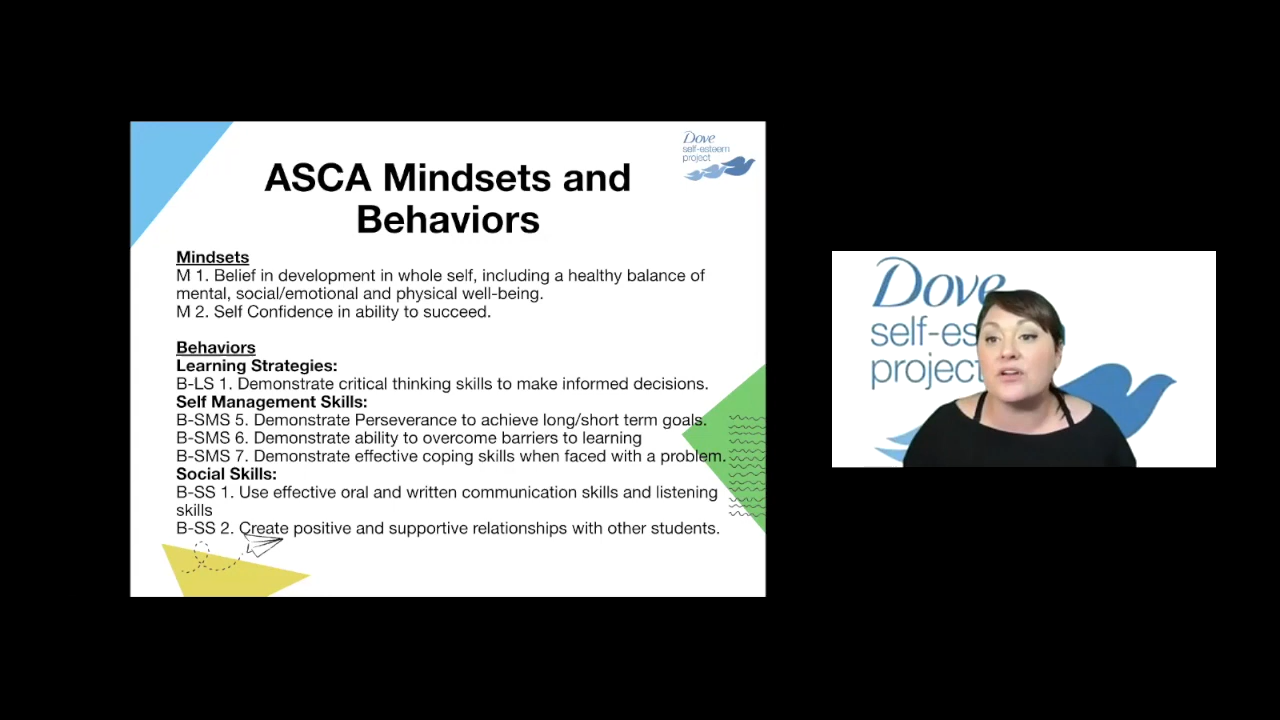 Dove
self-esteem
project
ASCA Mindsets and
Behaviors
Mindsets
M 1. Belief in development in whole self, including a healthy balance of
mental, social/emotional and physical well-being.
M 2. Self Confidence in ability to succeed.
Behaviors
Learning Strategies:
B-LS 1. Demonstrate critical thinking skills to make informed decisions.
Self Management Skills:
B-SMS 5. Demonstrate Perseverance to achieve long/short term goals.
B-SMS 6. Demonstrate ability to overcome barriers to learning
B-SMS 7. Demonstrate effective coping skills when faced with a problem.
Social Skills:
B-SS 1. Use effective oral and written communication skills and listening
skills
B-SS 2. Create positive and supportive relationships with other students.
Dove
self-es
project